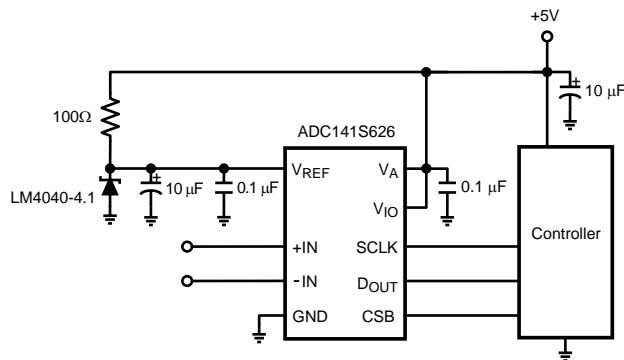 +5V
10 µF
100Ω
ADC141S626
LM4040-4.1
10 µF
0.1 µF
VREF
VA
VIO
0.1 µF
Controller
+IN
SCLK
-IN
DOUT
GND
CSB
+
+